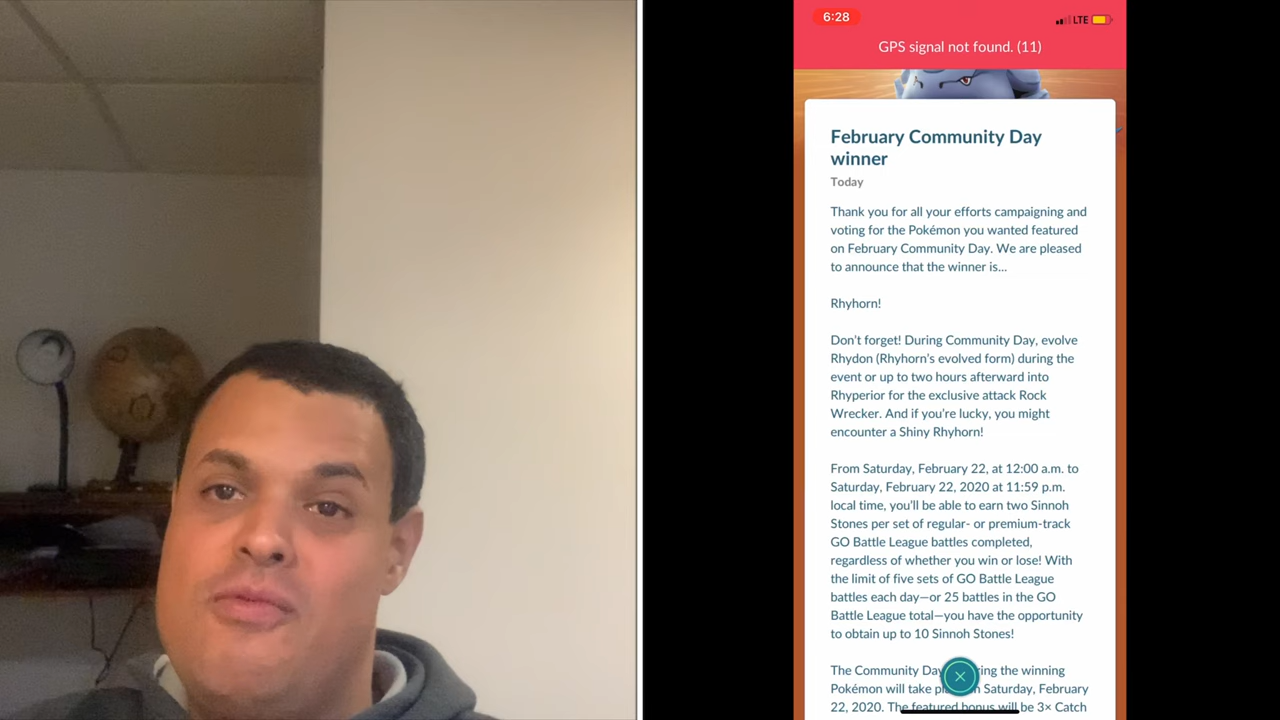 6:28
LTE
GPS signal not found. (11)
February Community Day
winner
Today
Thank you for all your efforts campaigning and
voting for the Pokémon you wanted featured
on February Community Day. We are pleased
to announce that the winner is...
Rhyhorn!
Don't forget! During Community Day, evolve
Rhydon (Rhyhorn's evolved form) during the
event or up to two hours afterward into
Rhyperior for the exclusive attack Rock
Wrecker. And if you're lucky, you might
encounter a Shiny Rhyhorn!
From Saturday, February 22, at 12:00 a.m. to
Saturday, February 22, 2020 at 11:59 p.m.
local time, you'll be able to earn two Sinnoh
Stones per set of regular- or premium-track
GO Battle League battles completed,
regardless of whether you win or lose! With
the limit of five sets of GO Battle League
battles each day—or 25 battles in the GO
Battle League total—you have the opportunity
to obtain up to 10 Sinnoh Stones!
The Community Day ring the winning
Pokémon will take Saturday, February
22, 2020. The featured bonus will be 3× Catch